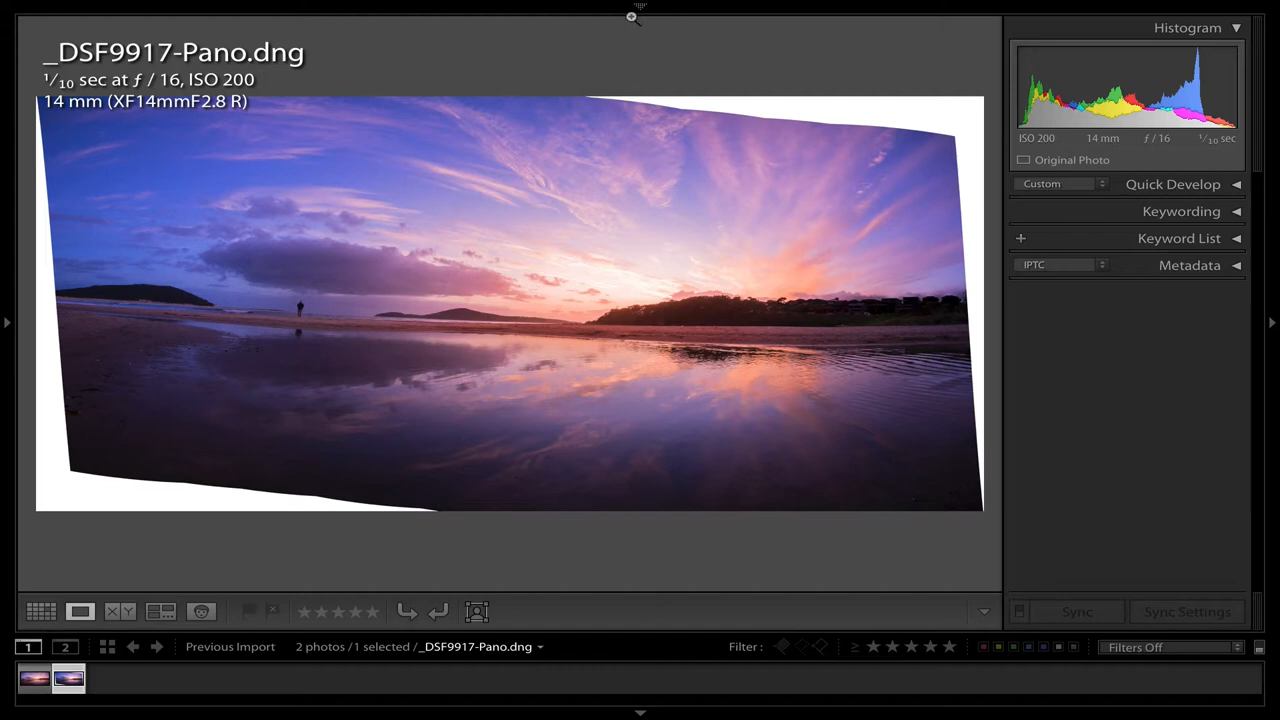 _DSF9917-Pano.dng
1/10 sec at ƒ / 16, ISO 200
14 mm (XF14mmF2.8 R)
Histogram
ISO 200 14 mm ƒ / 16 1/10 sec
Original Photo
Custom Quick Develop
Keywording
+ Keyword List
IPTC Metadata
X Y
Sync Sync Settings
1 2 Previous Import 2 photos / 1 selected / _DSF9917-Pano.dng Filter : ≥ Filters Off